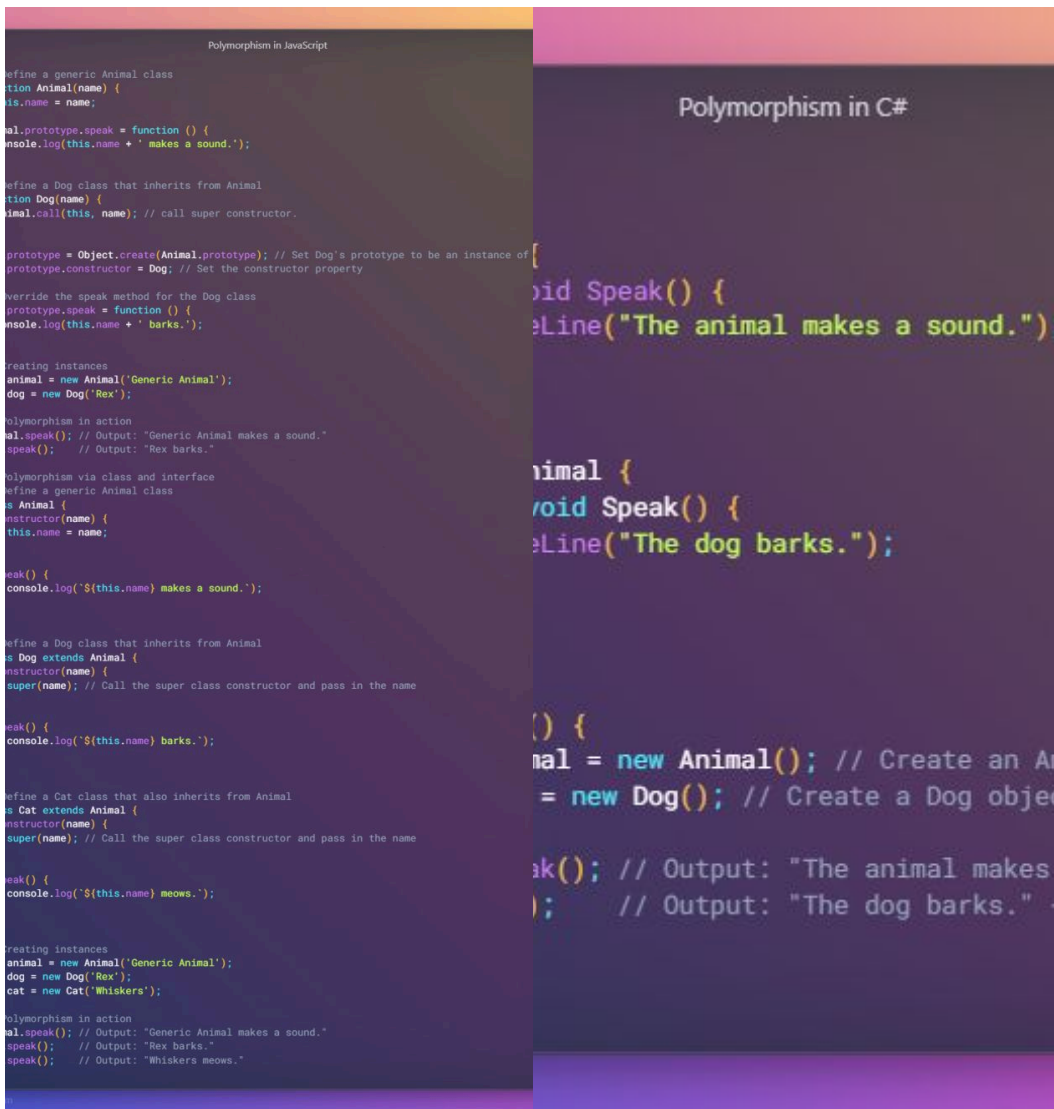 Polymorphism in JavaScript
efine a generic Animal class
tion Animal(name) {
is.name = name;
al.prototype.speak = function () {
nsole.log(this.name + ' makes a sound.');
efine a Dog class that inherits from Animal
tion Dog(name) {
imal.call(this, name); // call super constructor.
prototype = Object.create(Animal.prototype); // Set Dog's prototype to be an instance of
prototype.constructor = Dog; // Set the constructor property
verride the speak method for the Dog class
prototype.speak = function () {
nsole.log(this.name + ' barks.');
reating instances
animal = new Animal('Generic Animal');
dog = new Dog('Rex');
olymorphism in action
al.speak(); // Output: "Generic Animal makes a sound."
speak(); // Output: "Rex barks."
olymorphism via class and interface
efine a generic Animal class
ss Animal {
nstructor(name) {
this.name = name;
eak() {
console.log(`${this.name} makes a sound.`);
efine a Dog class that inherits from Animal
ss Dog extends Animal {
nstructor(name) {
super(name); // Call the super class constructor and pass in the name
eak() {
console.log(`${this.name} barks.`);
efine a Cat class that also inherits from Animal
ss Cat extends Animal {
nstructor(name) {
super(name); // Call the super class constructor and pass in the name
eak() {
console.log(`${this.name} meows.`);
reating instances
animal = new Animal('Generic Animal');
dog = new Dog('Rex');
cat = new Cat('Whiskers');
olymorphism in action
al.speak(); // Output: "Generic Animal makes a sound."
speak(); // Output: "Rex barks."
speak(); // Output: "Whiskers meows."
Polymorphism in C#
{
oid Speak() {
eLine("The animal makes a sound.")
nimal {
void Speak() {
eLine("The dog barks.");
() {
mal = new Animal(); // Create an A
= new Dog(); // Create a Dog obje
ak(); // Output: "The animal makes
); // Output: "The dog barks."